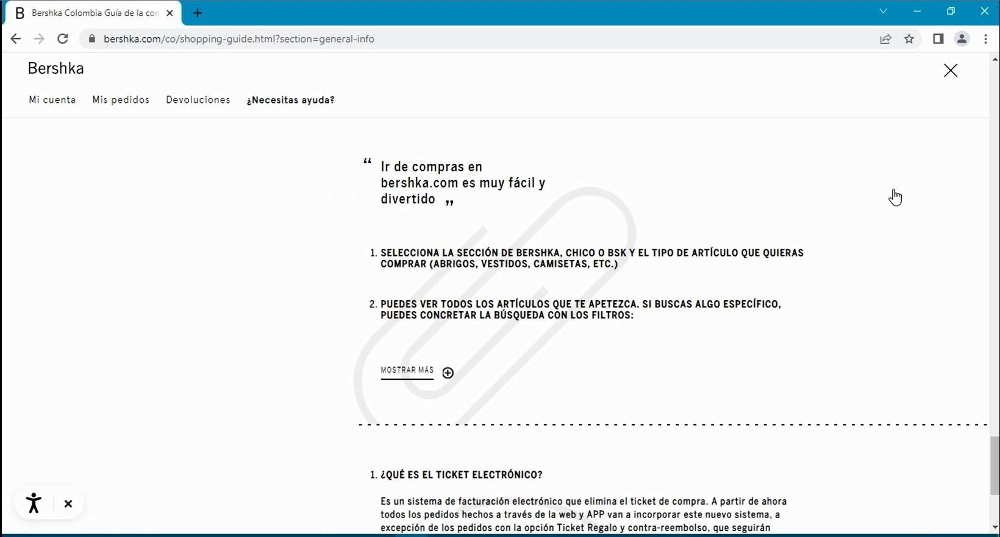 B Bershka Colombia Guía de la con
bershka.com/co/shopping-guide.html?section=general-info
Bershka
Mi cuenta Mis pedidos Devoluciones ¿Necesitas ayuda?
“ Ir de compras en
bershka.com es muy fácil y
divertido ”
1. SELECCIONA LA SECCIÓN DE BERSHKA, CHICO O BSK Y EL TIPO DE ARTÍCULO QUE QUIERAS
COMPRAR (ABRIGOS, VESTIDOS, CAMISETAS, ETC.)
2. PUEDES VER TODOS LOS ARTÍCULOS QUE TE APETEZCA. SI BUSCAS ALGO ESPECÍFICO,
PUEDES CONCRETAR LA BÚSQUEDA CON LOS FILTROS:
MOSTRAR MÁS
1. ¿QUÉ ES EL TICKET ELECTRÓNICO?
Es un sistema de facturación electrónico que elimina el ticket de compra. A partir de ahora
todos los pedidos hechos a través de la web y APP van a incorporar este nuevo sistema, a
excepción de los pedidos con la opción Ticket Regalo y contra-reembolso, que seguirán